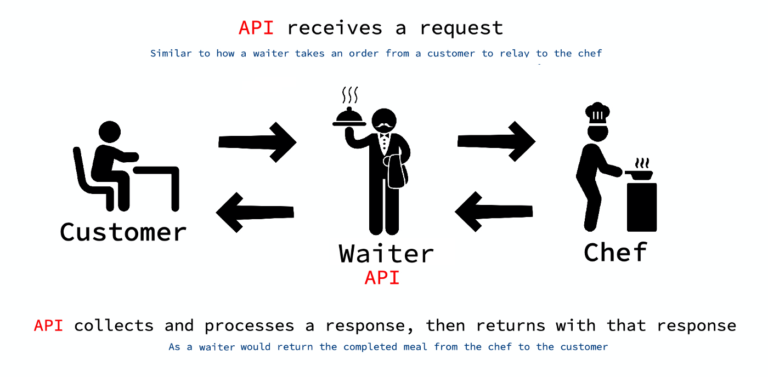 API receives a request
Similar to how a waiter takes an order from a customer to relay to the chef
Customer
Waiter
API
Chef
API collects and processes a response, then returns with that response
As a waiter would return the completed meal from the chef to the customer